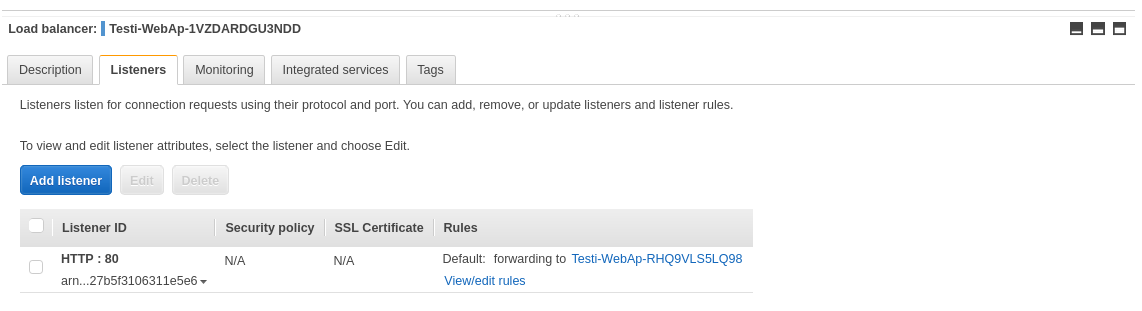 Load balancer: Testi-WebAp-1VZDARDGU3NDD
Description Listeners Monitoring Integrated services Tags
Listeners listen for connection requests using their protocol and port. You can add, remove, or update listeners and listener rules.
To view and edit listener attributes, select the listener and choose Edit.
Add listener Edit Delete
Listener ID Security policy SSL Certificate Rules
HTTP : 80 N/A N/A Default: forwarding to Testi-WebAp-RHQ9VLS5LQ98
arn...27b5f3106311e5e6 View/edit rules